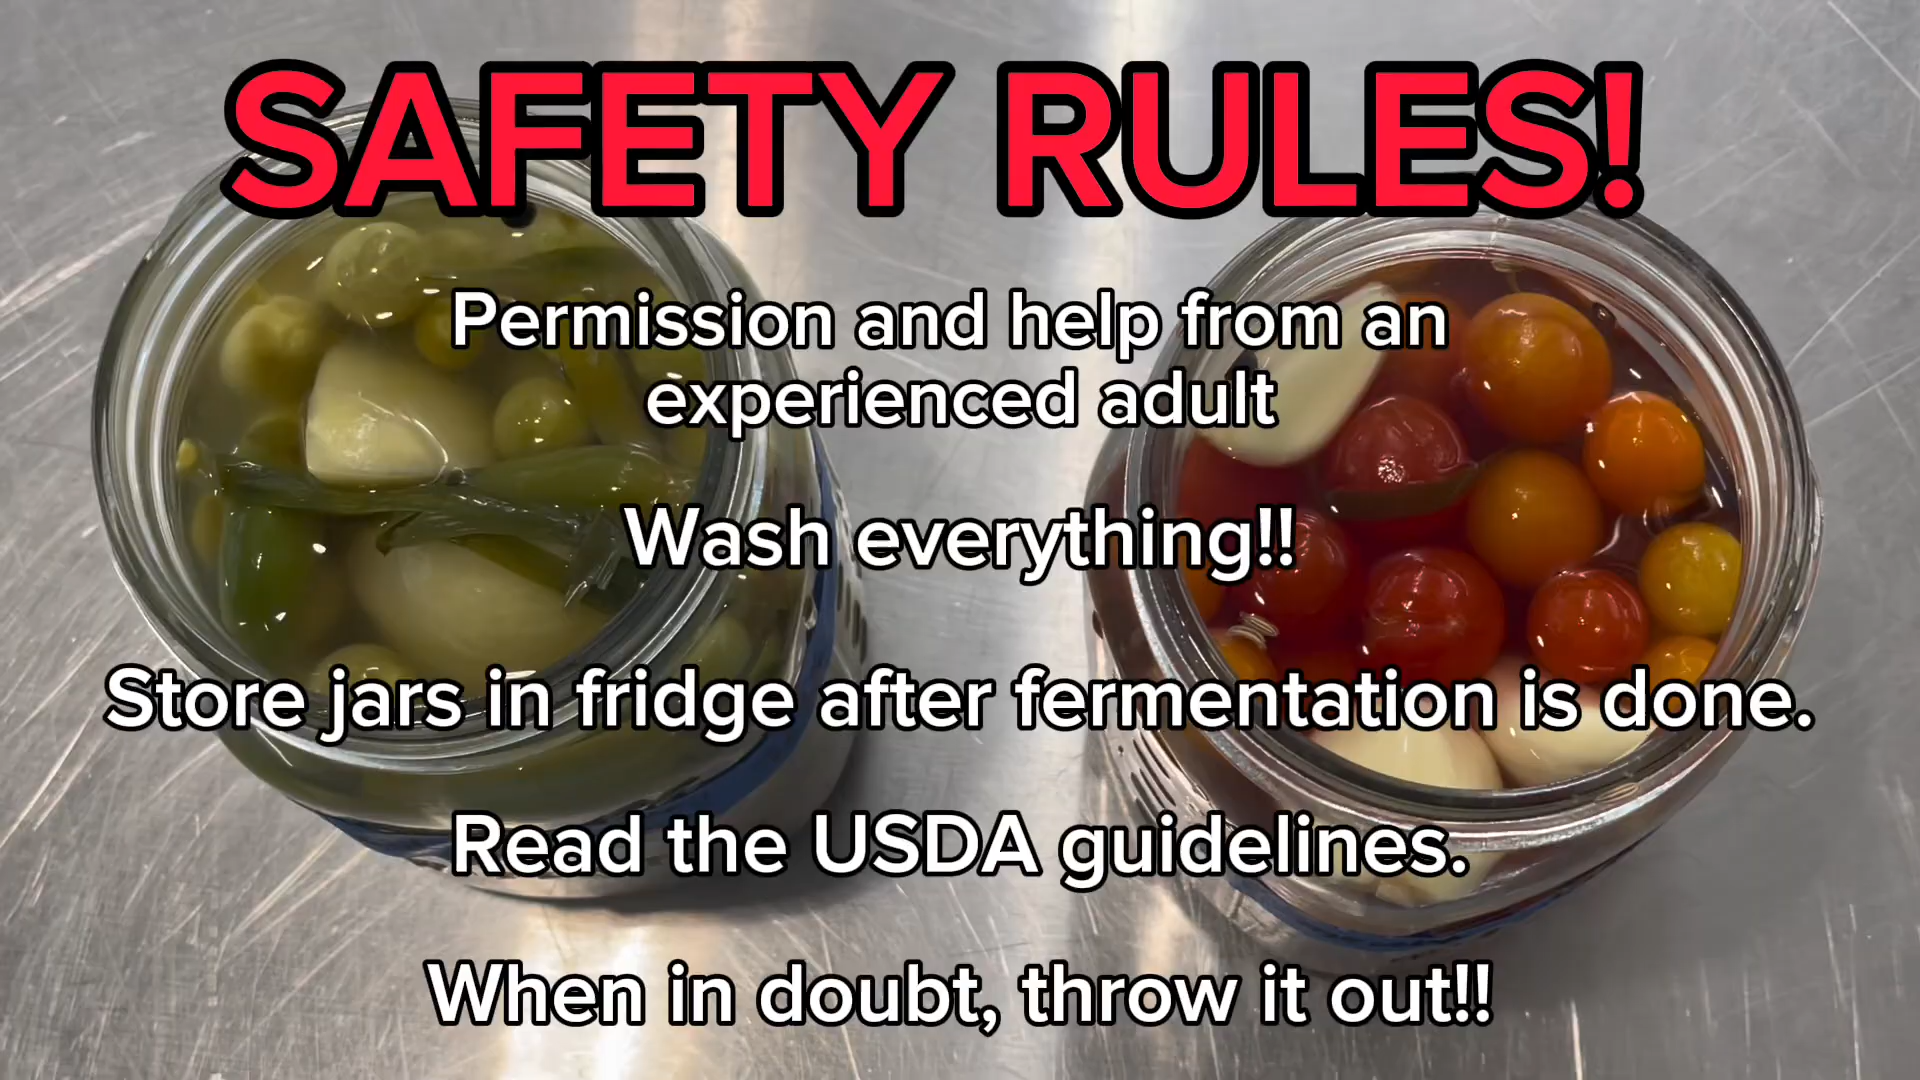 SAFETY RULES!
Permission and help from an
experienced adult
Wash everything!!
Store jars in fridge after fermentation is done.
Read the USDA guidelines.
When in doubt, throw it out!!